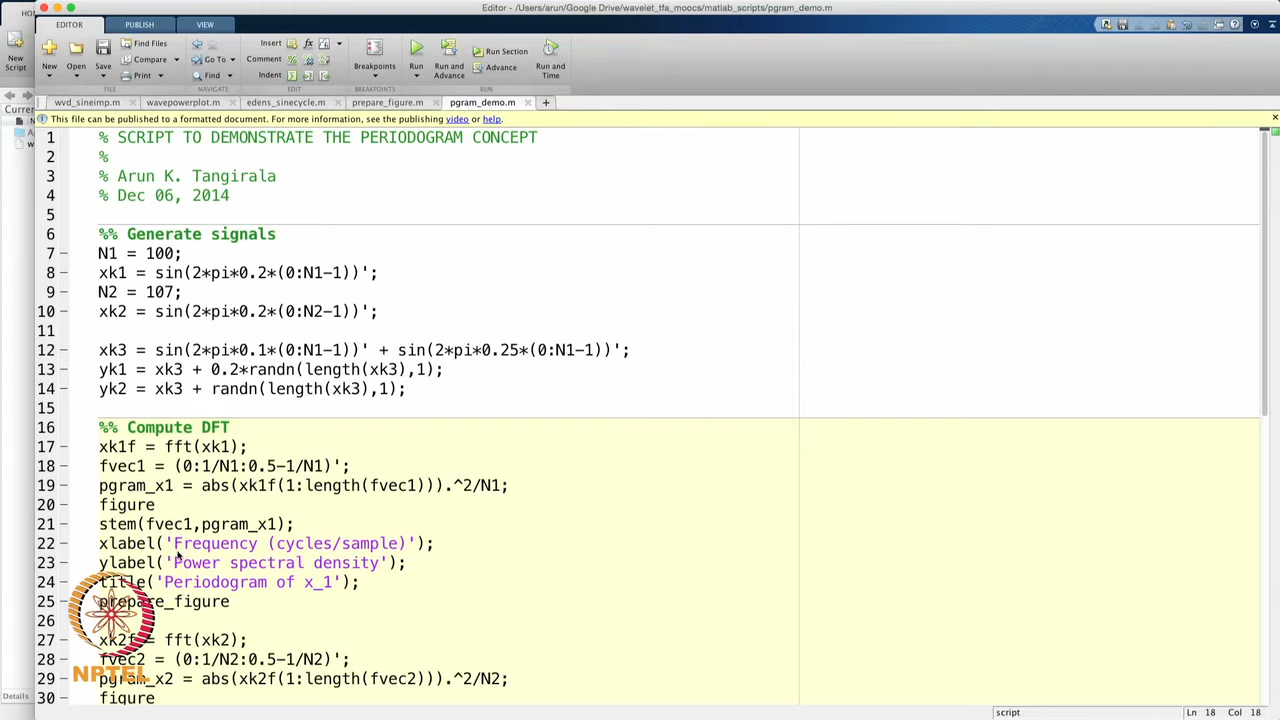 HO
Editor - /Users/arun/Google Drive/wavelet_tfa_moocs/matlab_scripts/pgram_demo.m
EDITOR PUBLISH VIEW
New Script
New Open Save
Find Files
Compare
Print
FILE
Go To
Find
NAVIGATE
Insert
Comment
Indent
EDIT
Breakpoints
BREAKPOINTS
Run
Run and Advance
Run Section
Advance
Run and Time
RUN
wvd_sineimp.m wavepowerplot.m edens_sinecycle.m prepare_figure.m pgram_demo.m
Curre
This file can be published to a formatted document. For more information, see the publishing video or help.
1 % SCRIPT TO DEMONSTRATE THE PERIODOGRAM CONCEPT
2 %
3 % Arun K. Tangirala
4 % Dec 06, 2014
5
6 %% Generate signals
7 N1 = 100;
8 xk1 = sin(2*pi*0.2*(0:N1-1))';
9 N2 = 107;
10 xk2 = sin(2*pi*0.2*(0:N2-1))';
11
12 xk3 = sin(2*pi*0.1*(0:N1-1))' + sin(2*pi*0.25*(0:N1-1))';
13 yk1 = xk3 + 0.2*randn(length(xk3),1);
14 yk2 = xk3 + randn(length(xk3),1);
15
16 %% Compute DFT
17 xk1f = fft(xk1);
18 fvec1 = (0:1/N1:0.5-1/N1)';
19 pgram_x1 = abs(xk1f(1:length(fvec1))).^2/N1;
20 figure
21 stem(fvec1,pgram_x1);
22 xlabel('Frequency (cycles/sample)');
23 ylabel('Power spectral density');
24 title('Periodogram of x_1');
25 prepare_figure
26
27 xk2f = fft(xk2);
28 fvec2 = (0:1/N2:0.5-1/N2)';
29 pgram_x2 = abs(xk2f(1:length(fvec2))).^2/N2;
30 figure
NPTEL
Details
script Ln 18 Col 18